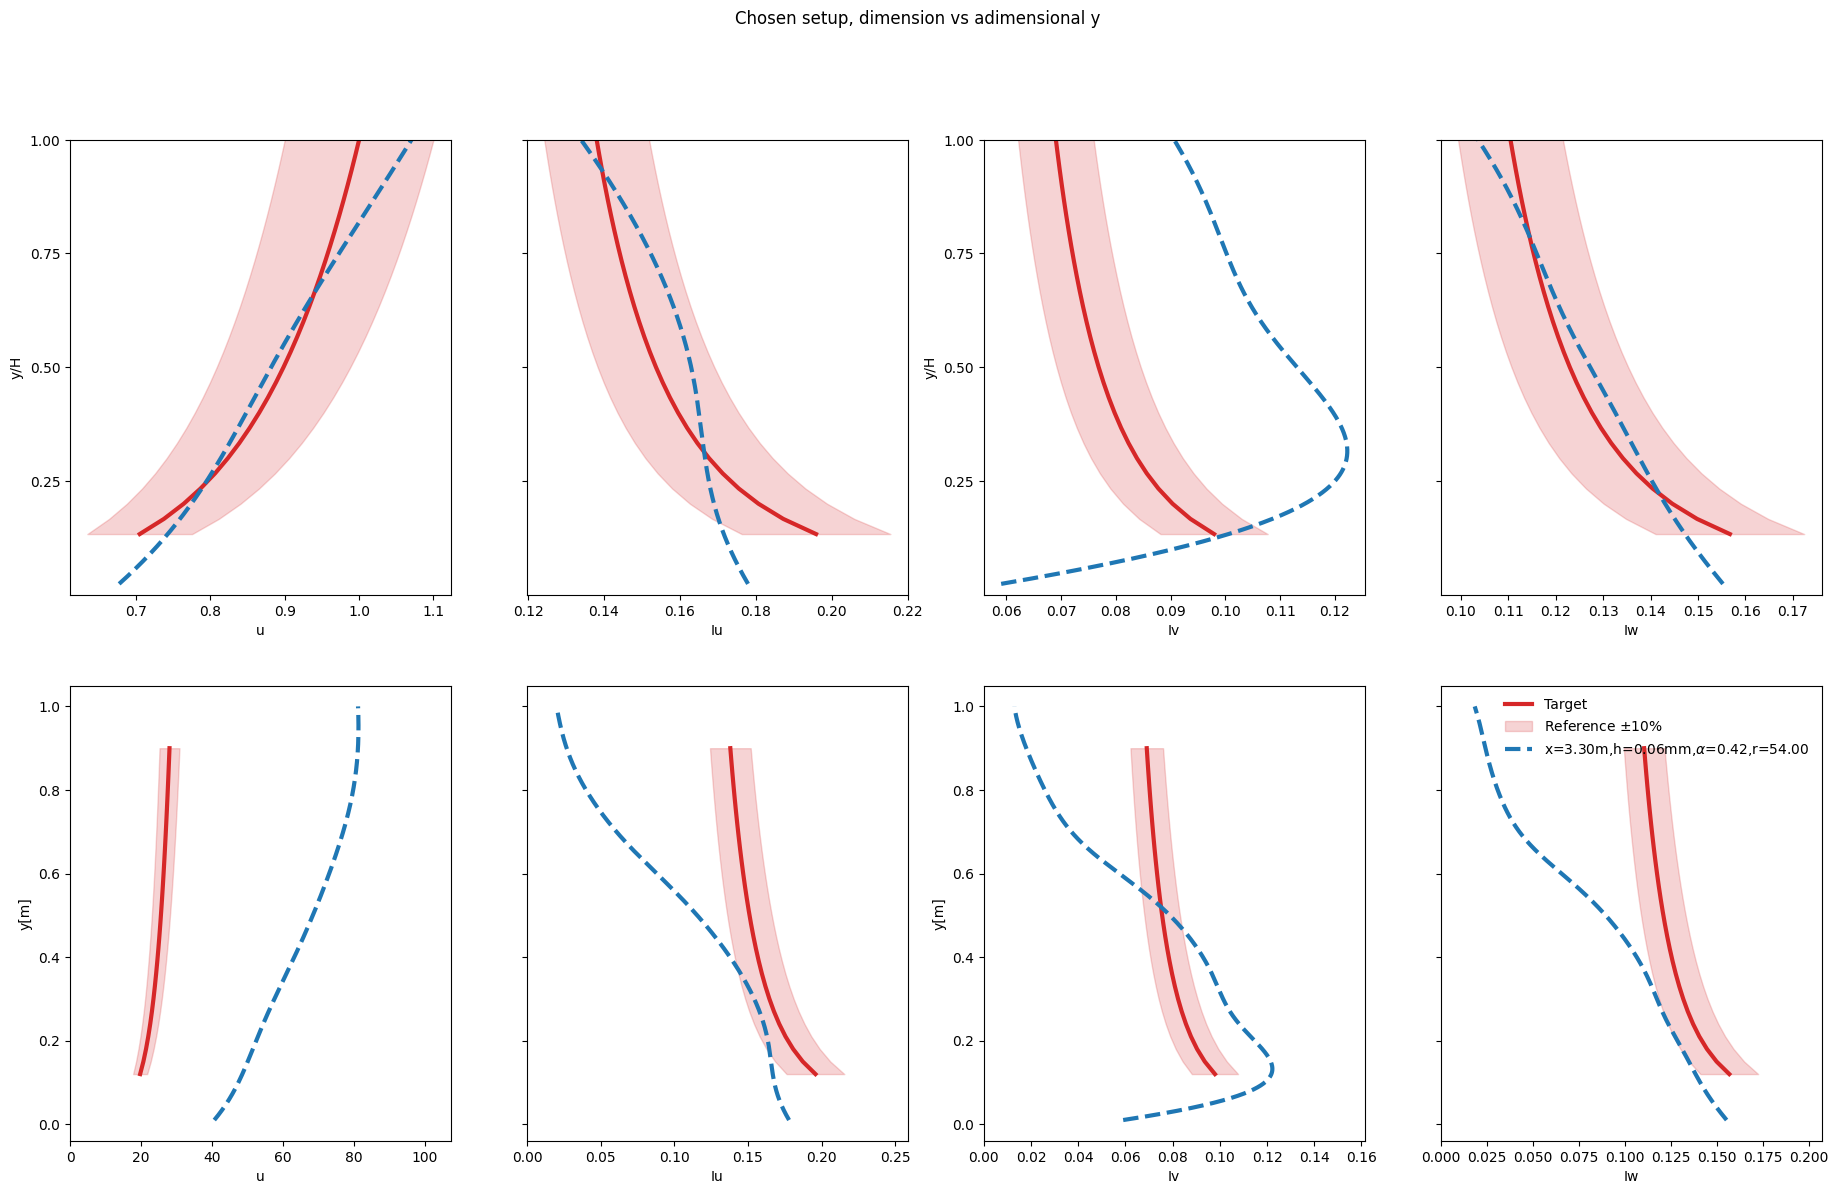 Chosen setup, dimension vs adimensional y
1.00
0.75
0.50
0.25
y/H
0.7 0.8 0.9 1.0 1.1
u
0.12 0.14 0.16 0.18 0.20 0.22
Iu
1.00
0.75
0.50
0.25
y/H
0.06 0.07 0.08 0.09 0.10 0.11 0.12
Iv
0.10 0.11 0.12 0.13 0.14 0.15 0.16 0.17
Iw
1.0
0.8
0.6
0.4
0.2
0.0
y[m]
0 20 40 60 80 100
u
0.00 0.05 0.10 0.15 0.20 0.25
Iu
1.0
0.8
0.6
0.4
0.2
0.0
y[m]
0.00 0.02 0.04 0.06 0.08 0.10 0.12 0.14 0.16
Iv
Target
Reference ±10%
x=3.30m,h=0.06mm,α=0.42,r=54.00
0.000 0.025 0.050 0.075 0.100 0.125 0.150 0.175 0.200
Iw